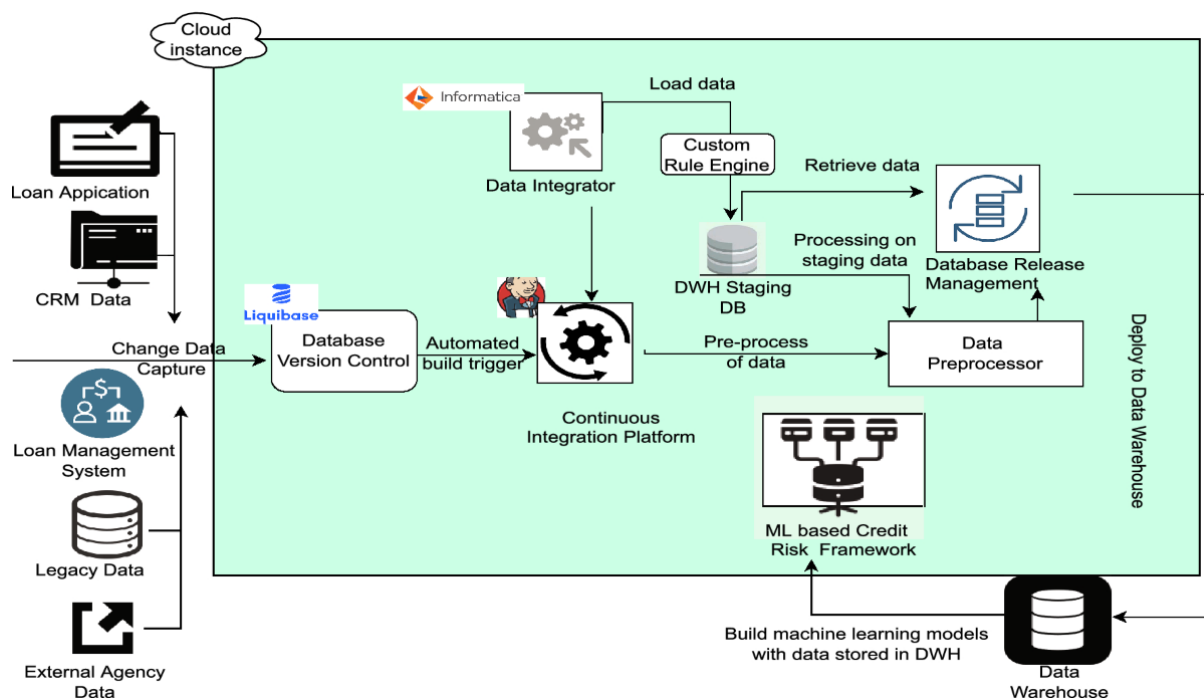 Cloud
instance
Informatica
Load data
Custom
Rule Engine
Loan Appication
Data Integrator
Retrieve data
CRM Data
Processing on
staging data
DWH Staging
DB
Database Release
Management
Liquibase
Database
Version Control
Change Data
Capture
Automated
build trigger
Pre-process
of data
Data
Preprocessor
Deploy to Data Warehouse
Loan Management
System
Continuous
Integration Platform
ML based Credit
Risk Framework
Legacy Data
External Agency
Data
Build machine learning models
with data stored in DWH
Data
Warehouse